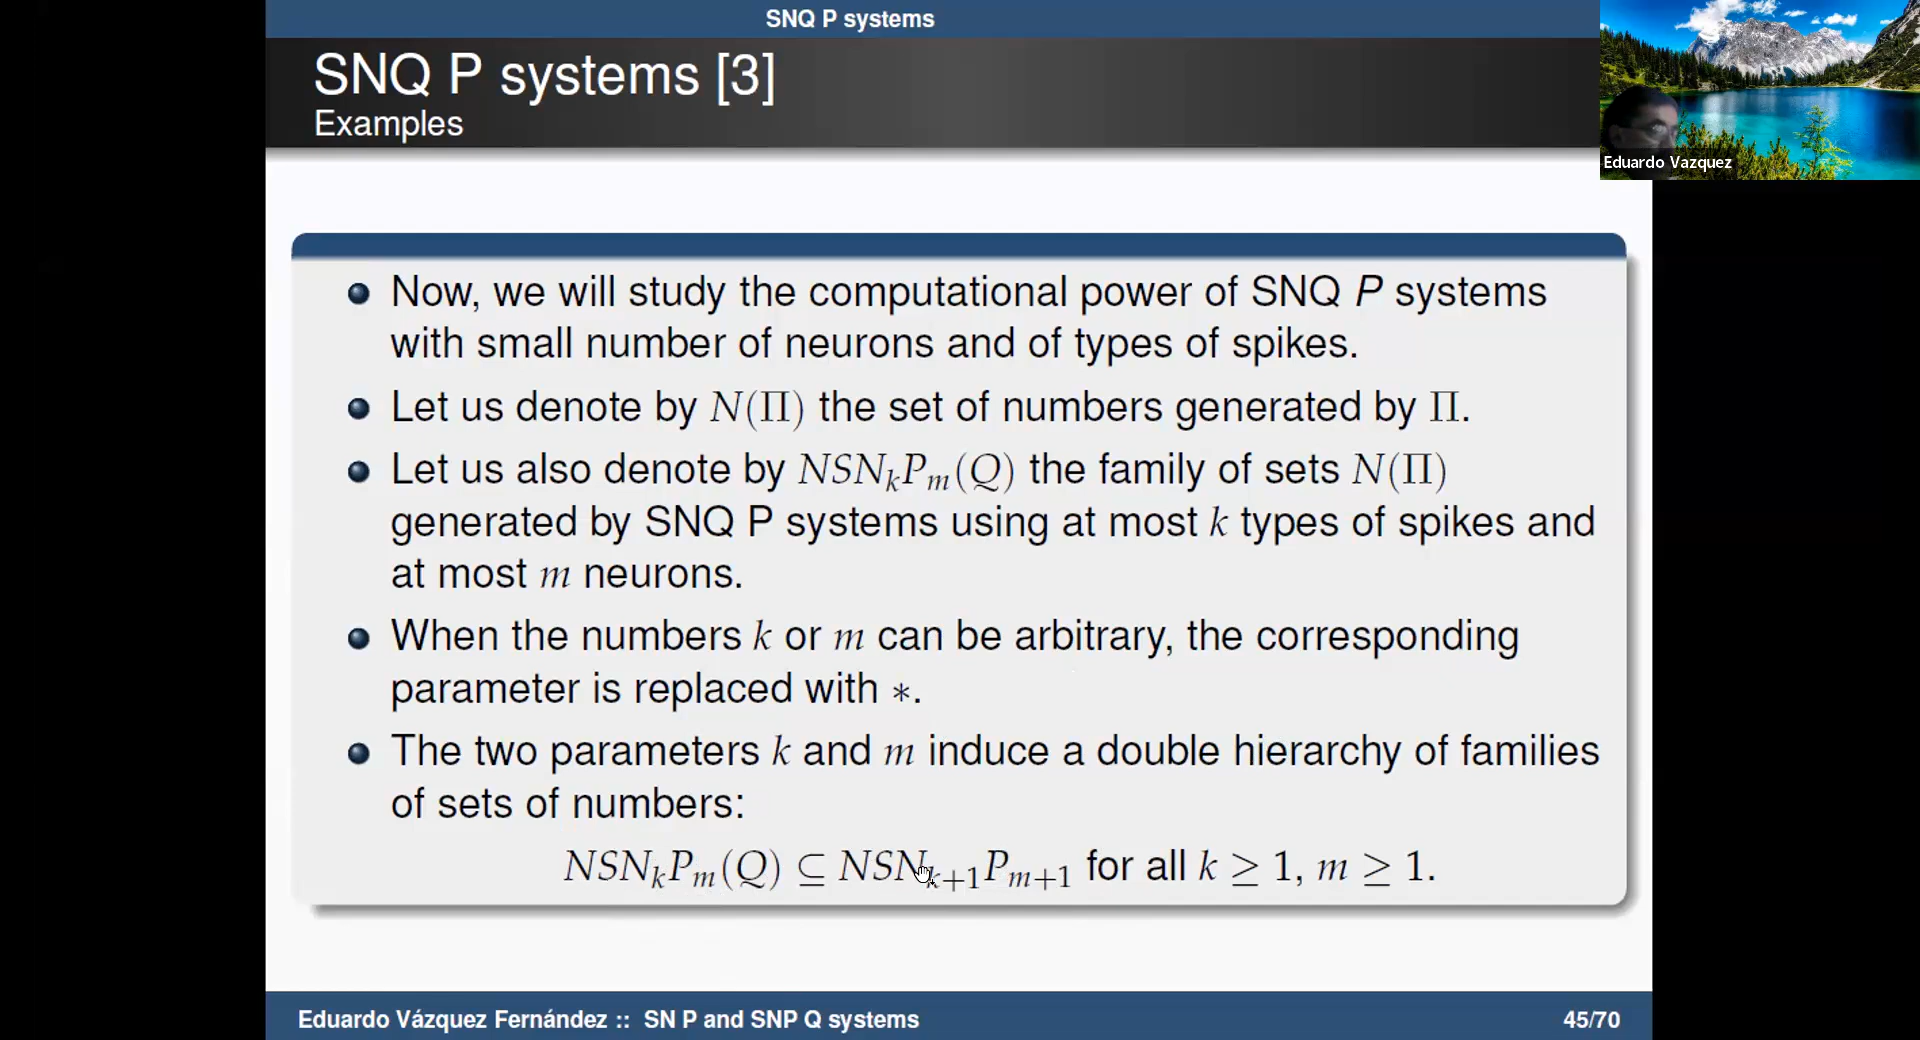 SNQ P systems
SNQ P systems [3]
Examples
Eduardo Vazquez
• Now, we will study the computational power of SNQ P systems
with small number of neurons and of types of spikes.
• Let us denote by N(Π) the set of numbers generated by Π.
• Let us also denote by NSNₖPₘ(Q) the family of sets N(Π)
generated by SNQ P systems using at most k types of spikes and
at most m neurons.
• When the numbers k or m can be arbitrary, the corresponding
parameter is replaced with ∗.
• The two parameters k and m induce a double hierarchy of families
of sets of numbers:
NSNₖPₘ(Q) ⊆ NSNₖ₊₁Pₘ₊₁ for all k ≥ 1, m ≥ 1.
Eduardo Vázquez Fernández :: SN P and SNP Q systems
45/70